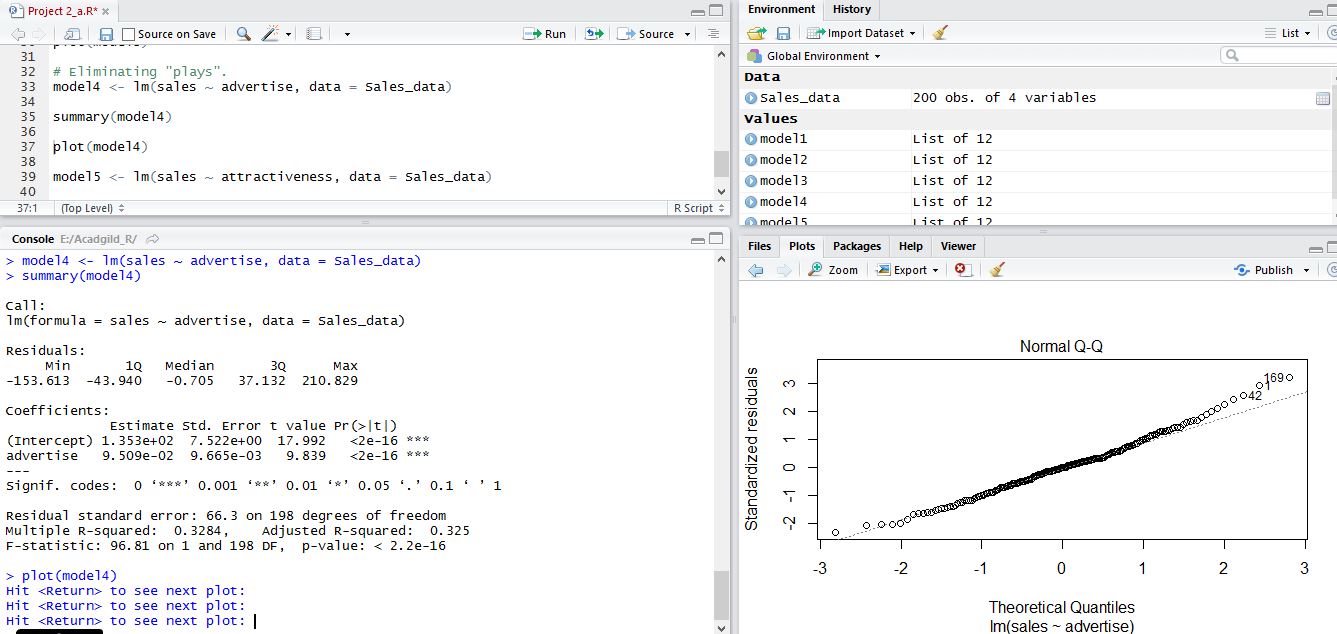 Project 2_a.R*
Source on Save
Run
Source
31
32 # Eliminating "plays".
33 model4 <- lm(sales ~ advertise, data = Sales_data)
34
35 summary(model4)
36
37 plot(model4)
38
39 model5 <- lm(sales ~ attractiveness, data = Sales_data)
40
37:1 (Top Level) R Script
Console E:/Acadgild_R/
> model4 <- lm(sales ~ advertise, data = Sales_data)
> summary(model4)
Call:
lm(formula = sales ~ advertise, data = Sales_data)
Residuals:
Min 1Q Median 3Q Max
-153.613 -43.940 -0.705 37.132 210.829
Coefficients:
Estimate Std. Error t value Pr(>|t|)
(Intercept) 1.353e+02 7.522e+00 17.992 <2e-16 ***
advertise 9.509e-02 9.665e-03 9.839 <2e-16 ***
---
Signif. codes: 0 ‘***’ 0.001 ‘**’ 0.01 ‘*’ 0.05 ‘.’ 0.1 ‘ ’ 1
Residual standard error: 66.3 on 198 degrees of freedom
Multiple R-squared: 0.3284, Adjusted R-squared: 0.325
F-statistic: 96.81 on 1 and 198 DF, p-value: < 2.2e-16
> plot(model4)
Hit <Return> to see next plot:
Hit <Return> to see next plot:
Hit <Return> to see next plot:
Environment History
Import Dataset List
Global Environment
Data
Sales_data 200 obs. of 4 variables
Values
model1 List of 12
model2 List of 12
model3 List of 12
model4 List of 12
model5 List of 12
Files Plots Packages Help Viewer
Zoom Export Publish
Normal Q-Q
Standardized residuals
3
2
1
0
-1
-2
169
1
42
-3 -2 -1 0 1 2 3
Theoretical Quantiles
lm(sales ~ advertise)